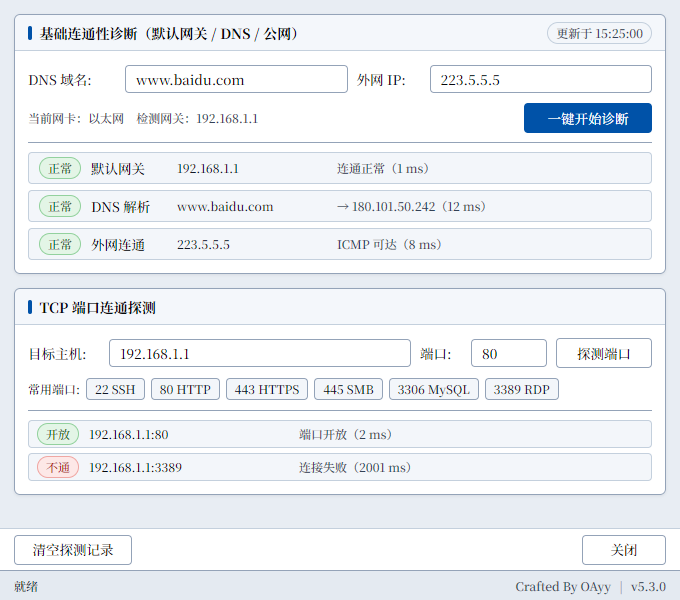 基础连通性诊断（默认网关 / DNS / 公网） 更新于 15:25:00
DNS 域名: www.baidu.com 外网 IP: 223.5.5.5
当前网卡: 以太网 检测网关: 192.168.1.1 一键开始诊断
正常 默认网关 192.168.1.1 连通正常（1 ms）
正常 DNS 解析 www.baidu.com → 180.101.50.242（12 ms）
正常 外网连通 223.5.5.5 ICMP 可达（8 ms）
TCP 端口连通探测
目标主机: 192.168.1.1 端口: 80 探测端口
常用端口: 22 SSH 80 HTTP 443 HTTPS 445 SMB 3306 MySQL 3389 RDP
开放 192.168.1.1:80 端口开放（2 ms）
不通 192.168.1.1:3389 连接失败（2001 ms）
清空探测记录 关闭
就绪 Crafted By OAyy | v5.3.0